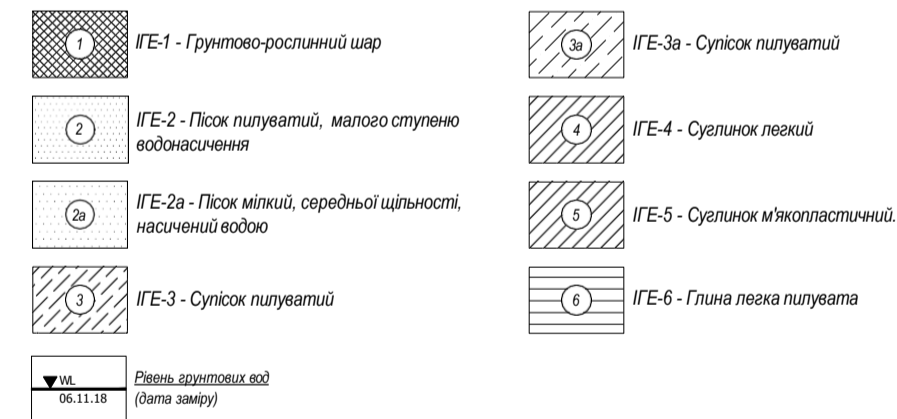 1
ІГЕ-1 - Грунтово-рослинний шар
2
ІГЕ-2 - Пісок пилуватий, малого ступеню
водонасичення
2а
ІГЕ-2а - Пісок мілкий, середньої щільності,
насичений водою
3
ІГЕ-3 - Супісок пилуватий
WL
06.11.18
Рівень грунтових вод
(дата заміру)
3а
ІГЕ-3а - Супісок пилуватий
4
ІГЕ-4 - Суглинок легкий
5
ІГЕ-5 - Суглинок м'якопластичний.
6
ІГЕ-6 - Глина легка пилувата